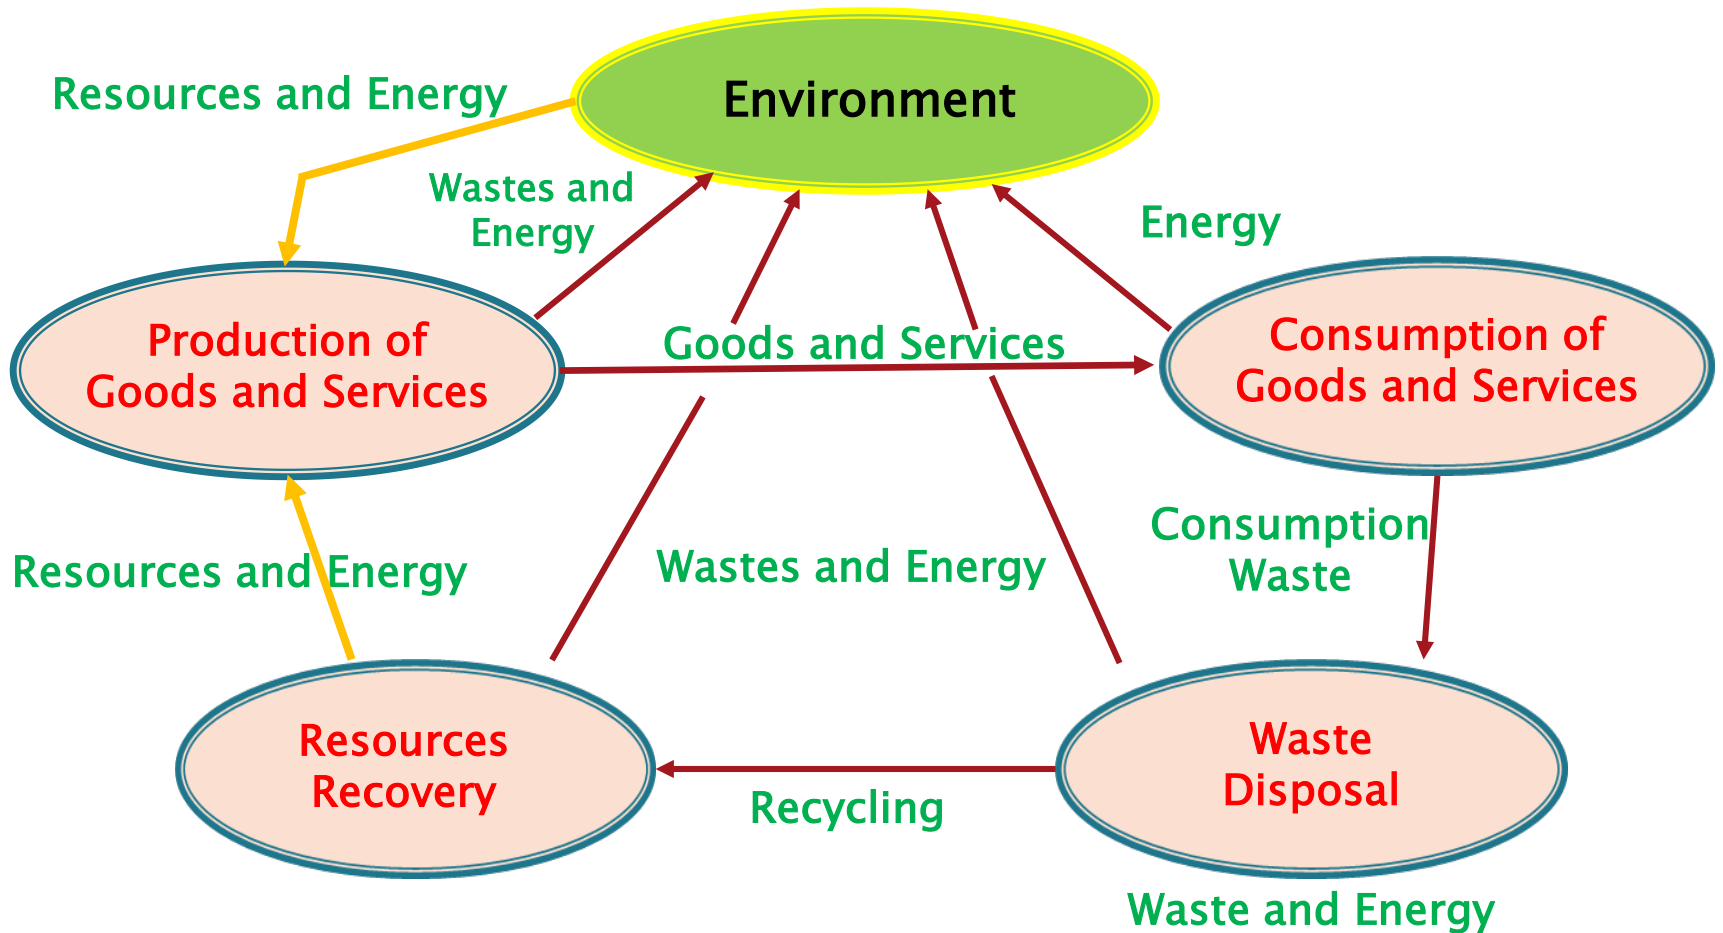 Environment
Resources and Energy
Wastes and
Energy
Energy
Production of
Goods and Services
Goods and Services
Consumption of
Goods and Services
Consumption
Waste
Resources and Energy
Wastes and Energy
Resources
Recovery
Recycling
Waste
Disposal
Waste and Energy